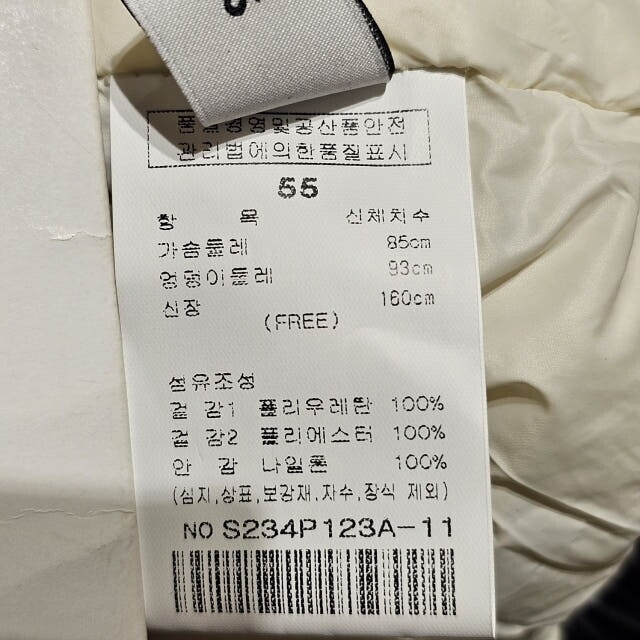 품질경영및공산품안전
관리법에의한품질표시
55
항 목 신체치수
가슴둘레 85cm
엉덩이둘레 93cm
신장 160cm
(FREE)
섬유조성
겉 감1 폴리우레탄 100%
겉 감2 폴리에스터 100%
안 감 나일론 100%
(심지,상표,보강재,자수,장식 제외)
NO S234P123A-11